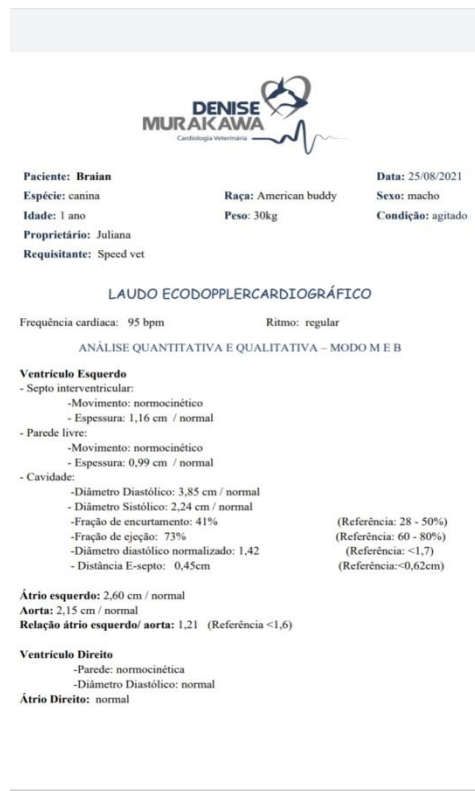 DENISE
MURAKAWA
Cardiologia Veterinária
Paciente: Braian Data: 25/08/2021
Espécie: canina Raça: American buddy Sexo: macho
Idade: 1 ano Peso: 30kg Condição: agitado
Proprietário: Juliana
Requisitante: Speed vet
LAUDO ECODOPPLERCARDIOGRÁFICO
Frequência cardíaca: 95 bpm Ritmo: regular
ANÁLISE QUANTITATIVA E QUALITATIVA – MODO M E B
Ventrículo Esquerdo
- Septo interventricular:
-Movimento: normocinético
- Espessura: 1,16 cm / normal
- Parede livre:
-Movimento: normocinético
- Espessura: 0,99 cm / normal
- Cavidade:
-Diâmetro Diastólico: 3,85 cm / normal
- Diâmetro Sistólico: 2,24 cm / normal
-Fração de encurtamento: 41% (Referência: 28 - 50%)
-Fração de ejeção: 73% (Referência: 60 - 80%)
-Diâmetro diastólico normalizado: 1,42 (Referência: <1,7)
- Distância E-septo: 0,45cm (Referência:<0,62cm)
Átrio esquerdo: 2,60 cm / normal
Aorta: 2,15 cm / normal
Relação átrio esquerdo/ aorta: 1,21 (Referência <1,6)
Ventrículo Direito
-Parede: normocinética
-Diâmetro Diastólico: normal
Átrio Direito: normal